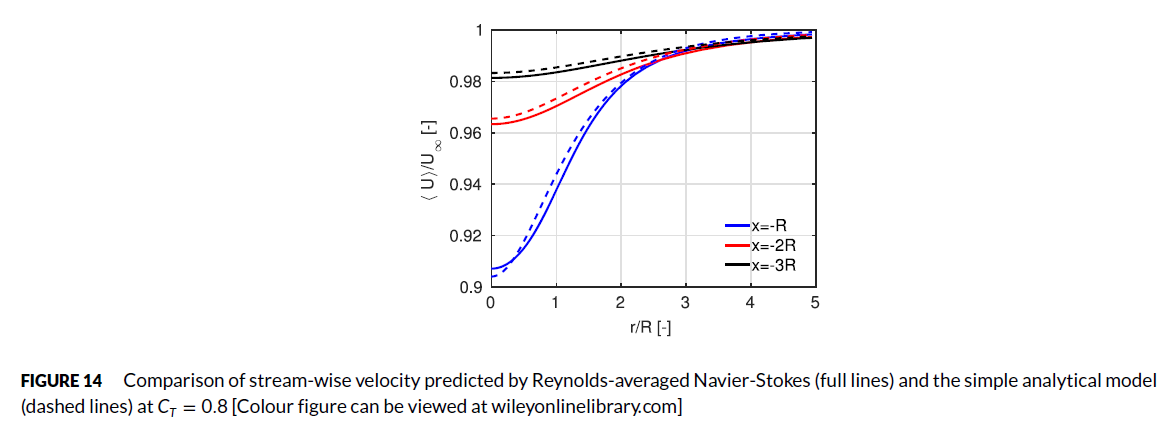 1
0.98
0.96
0.94
0.92
0.9
⟨ U⟩/U∞ [-]
x=-R
x=-2R
x=-3R
0 1 2 3 4 5
r/R [-]
FIGURE 14 Comparison of stream-wise velocity predicted by Reynolds-averaged Navier-Stokes (full lines) and the simple analytical model
(dashed lines) at CT = 0.8 [Colour figure can be viewed at wileyonlinelibrary.com]